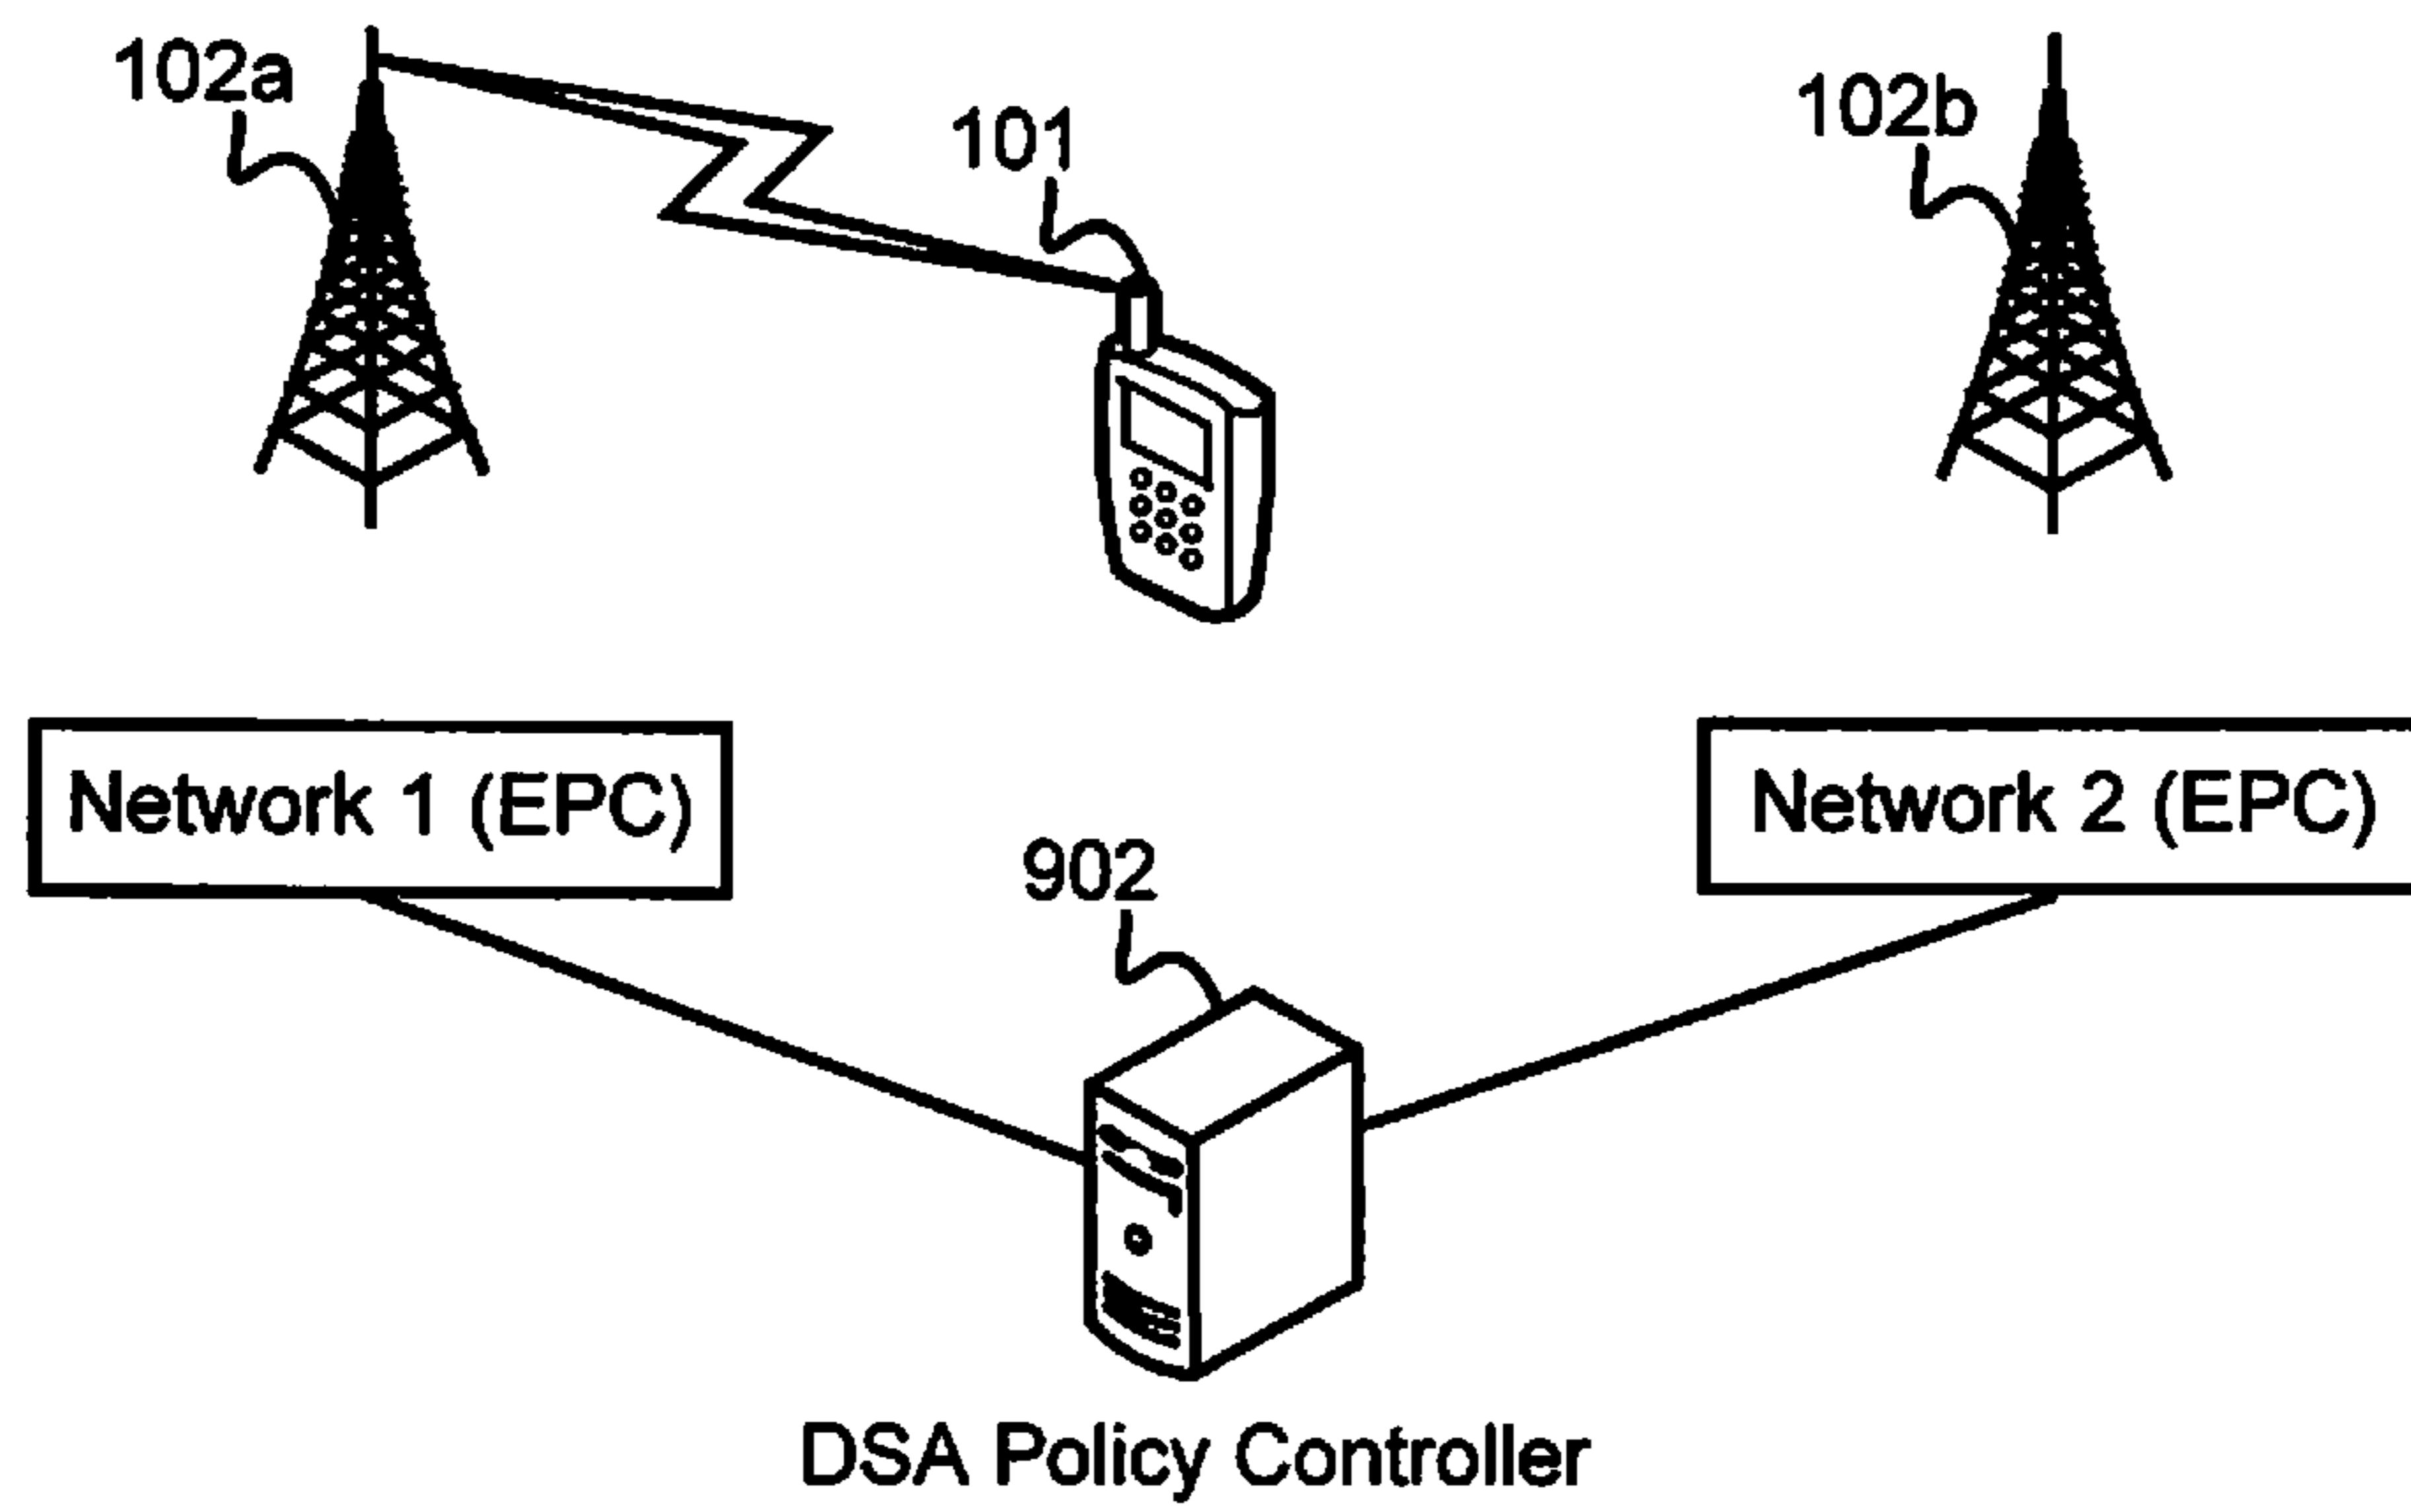 102a
101
102b
Network 1 (EPC)
Network 2 (EPC)
902
DSA Policy Controller